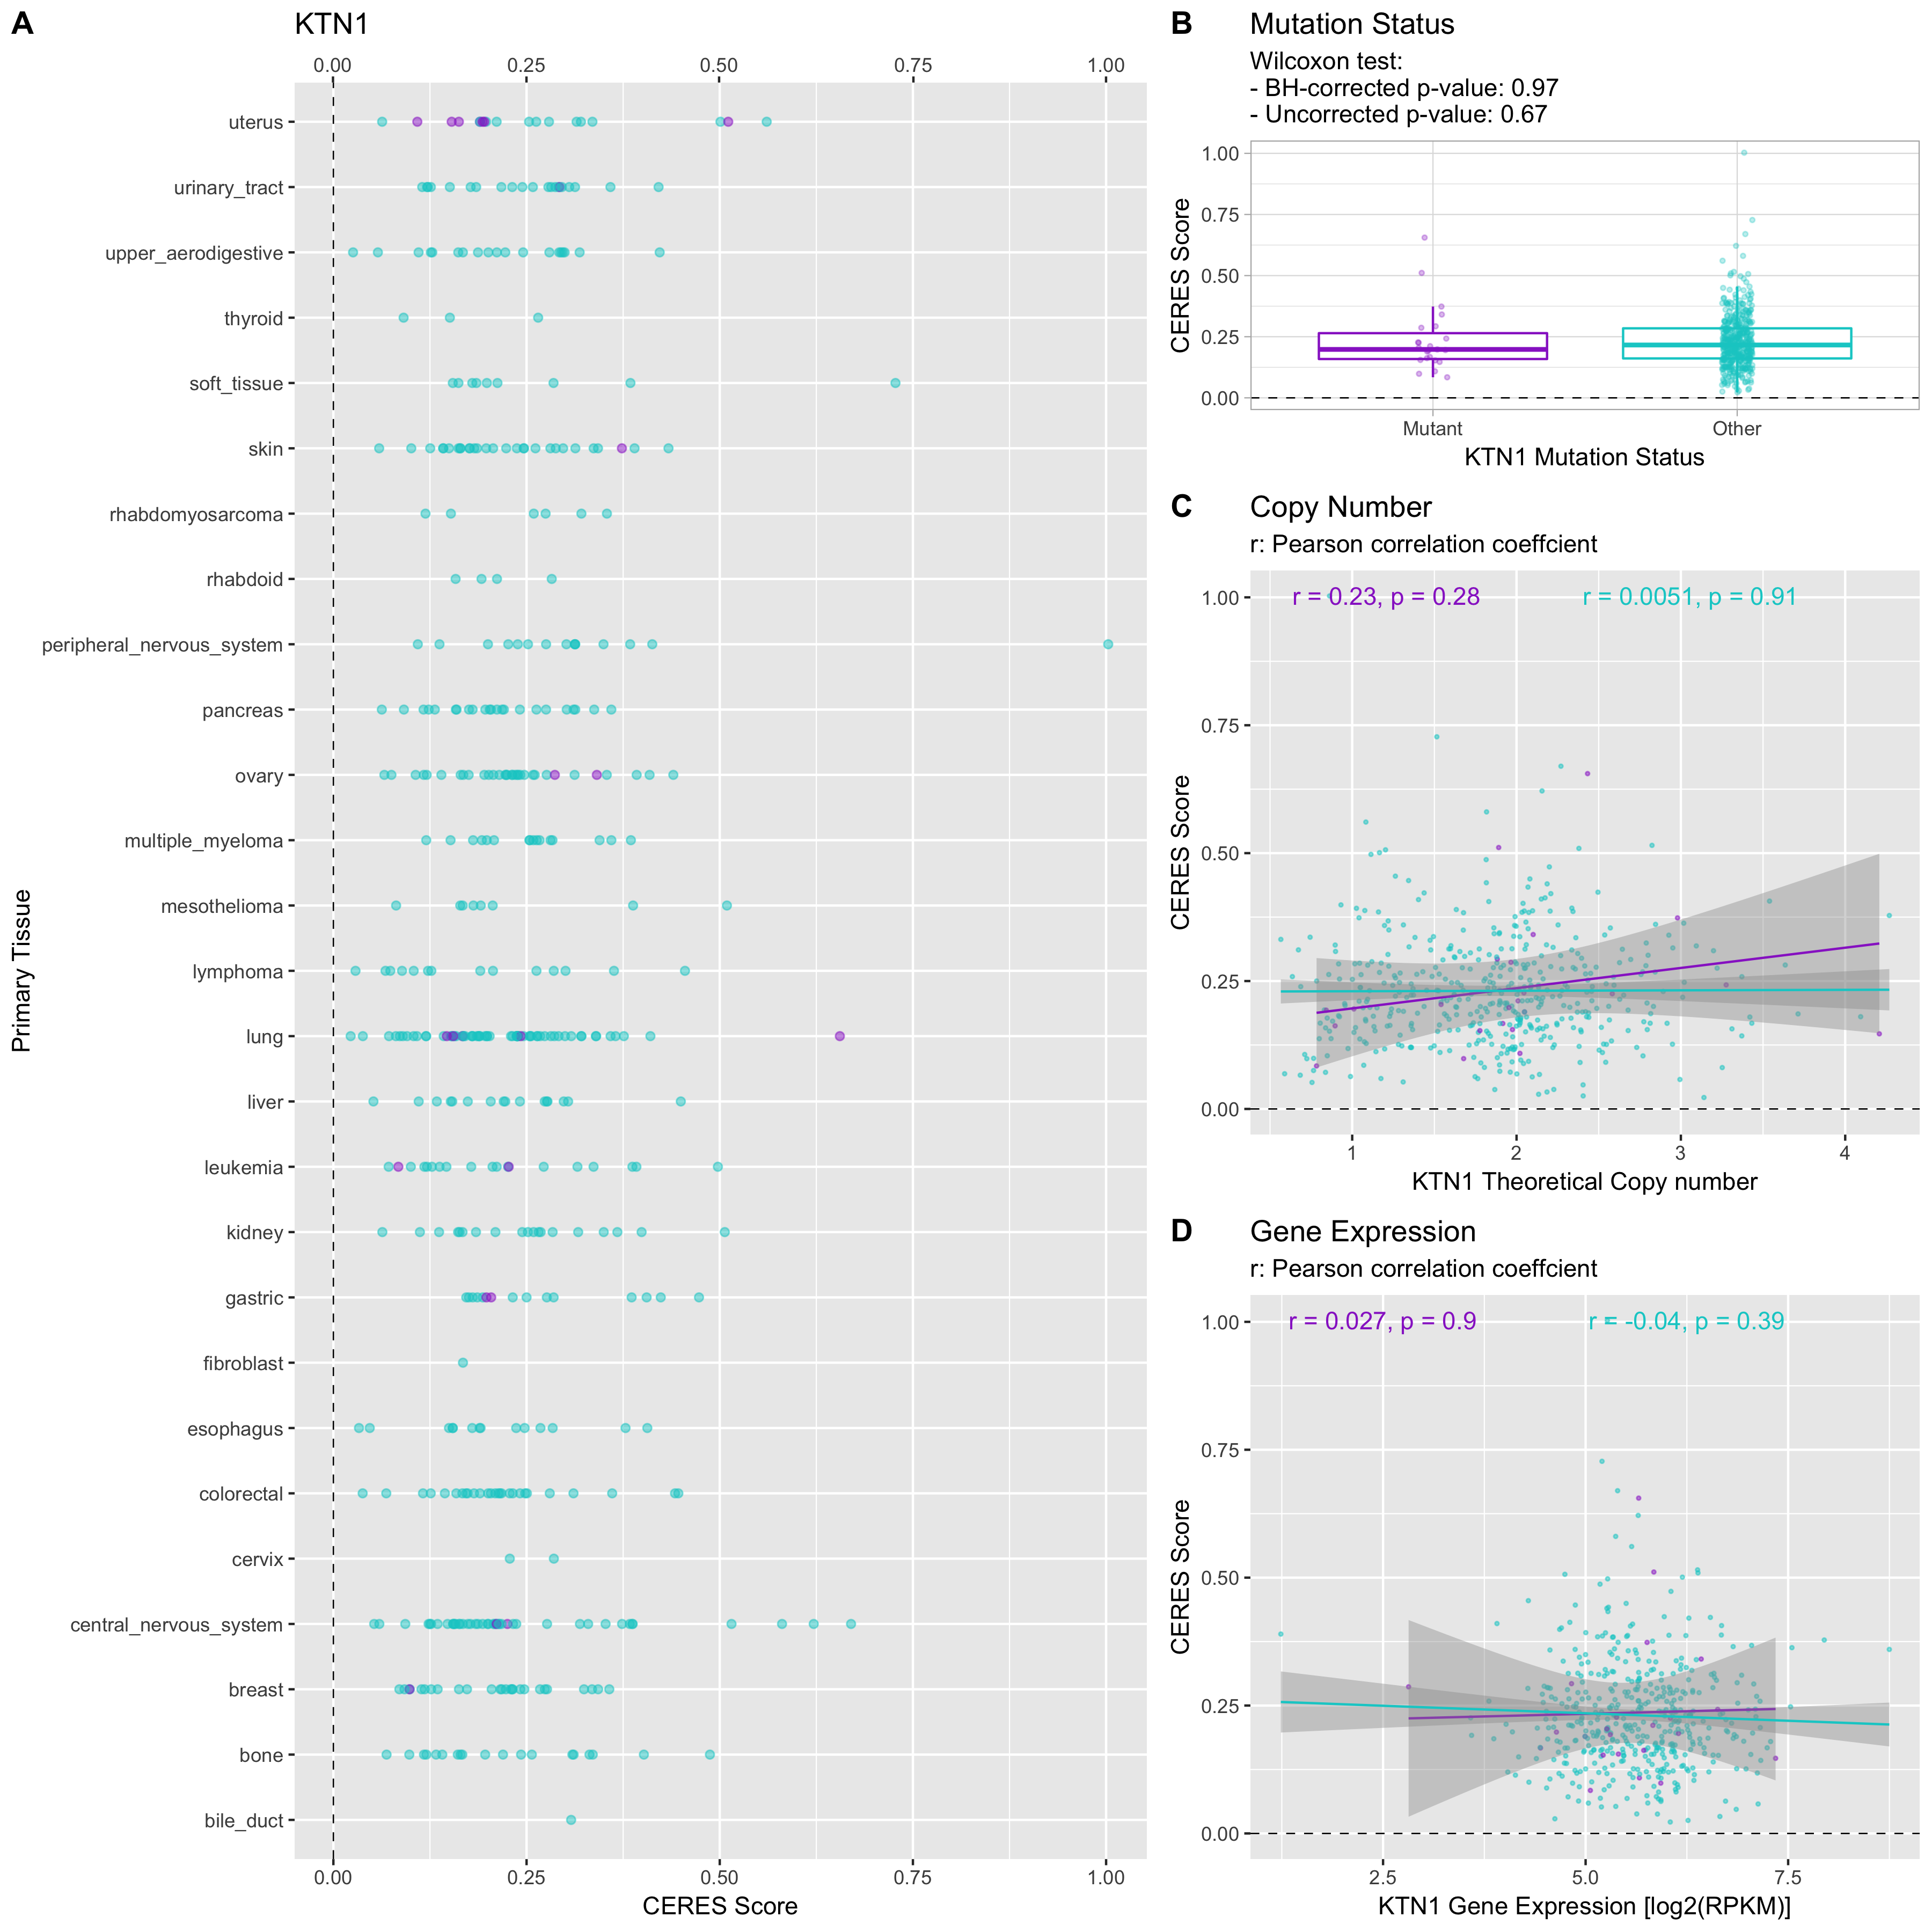 A
KTN1
0.00 0.25 0.50 0.75 1.00
Primary Tissue
uterus
urinary_tract
upper_aerodigestive
thyroid
soft_tissue
skin
rhabdomyosarcoma
rhabdoid
peripheral_nervous_system
pancreas
ovary
multiple_myeloma
mesothelioma
lymphoma
lung
liver
leukemia
kidney
gastric
fibroblast
esophagus
colorectal
cervix
central_nervous_system
breast
bone
bile_duct
0.00 0.25 0.50 0.75 1.00
CERES Score
B
Mutation Status
Wilcoxon test:
- BH-corrected p-value: 0.97
- Uncorrected p-value: 0.67
CERES Score
1.00
0.75
0.50
0.25
0.00
Mutant Other
KTN1 Mutation Status
C
Copy Number
r: Pearson correlation coeffcient
r = 0.23, p = 0.28 r = 0.0051, p = 0.91
CERES Score
1.00
0.75
0.50
0.25
0.00
1 2 3 4
KTN1 Theoretical Copy number
D
Gene Expression
r: Pearson correlation coeffcient
r = 0.027, p = 0.9 r = -0.04, p = 0.39
CERES Score
1.00
0.75
0.50
0.25
0.00
2.5 5.0 7.5
KTN1 Gene Expression [log2(RPKM)]